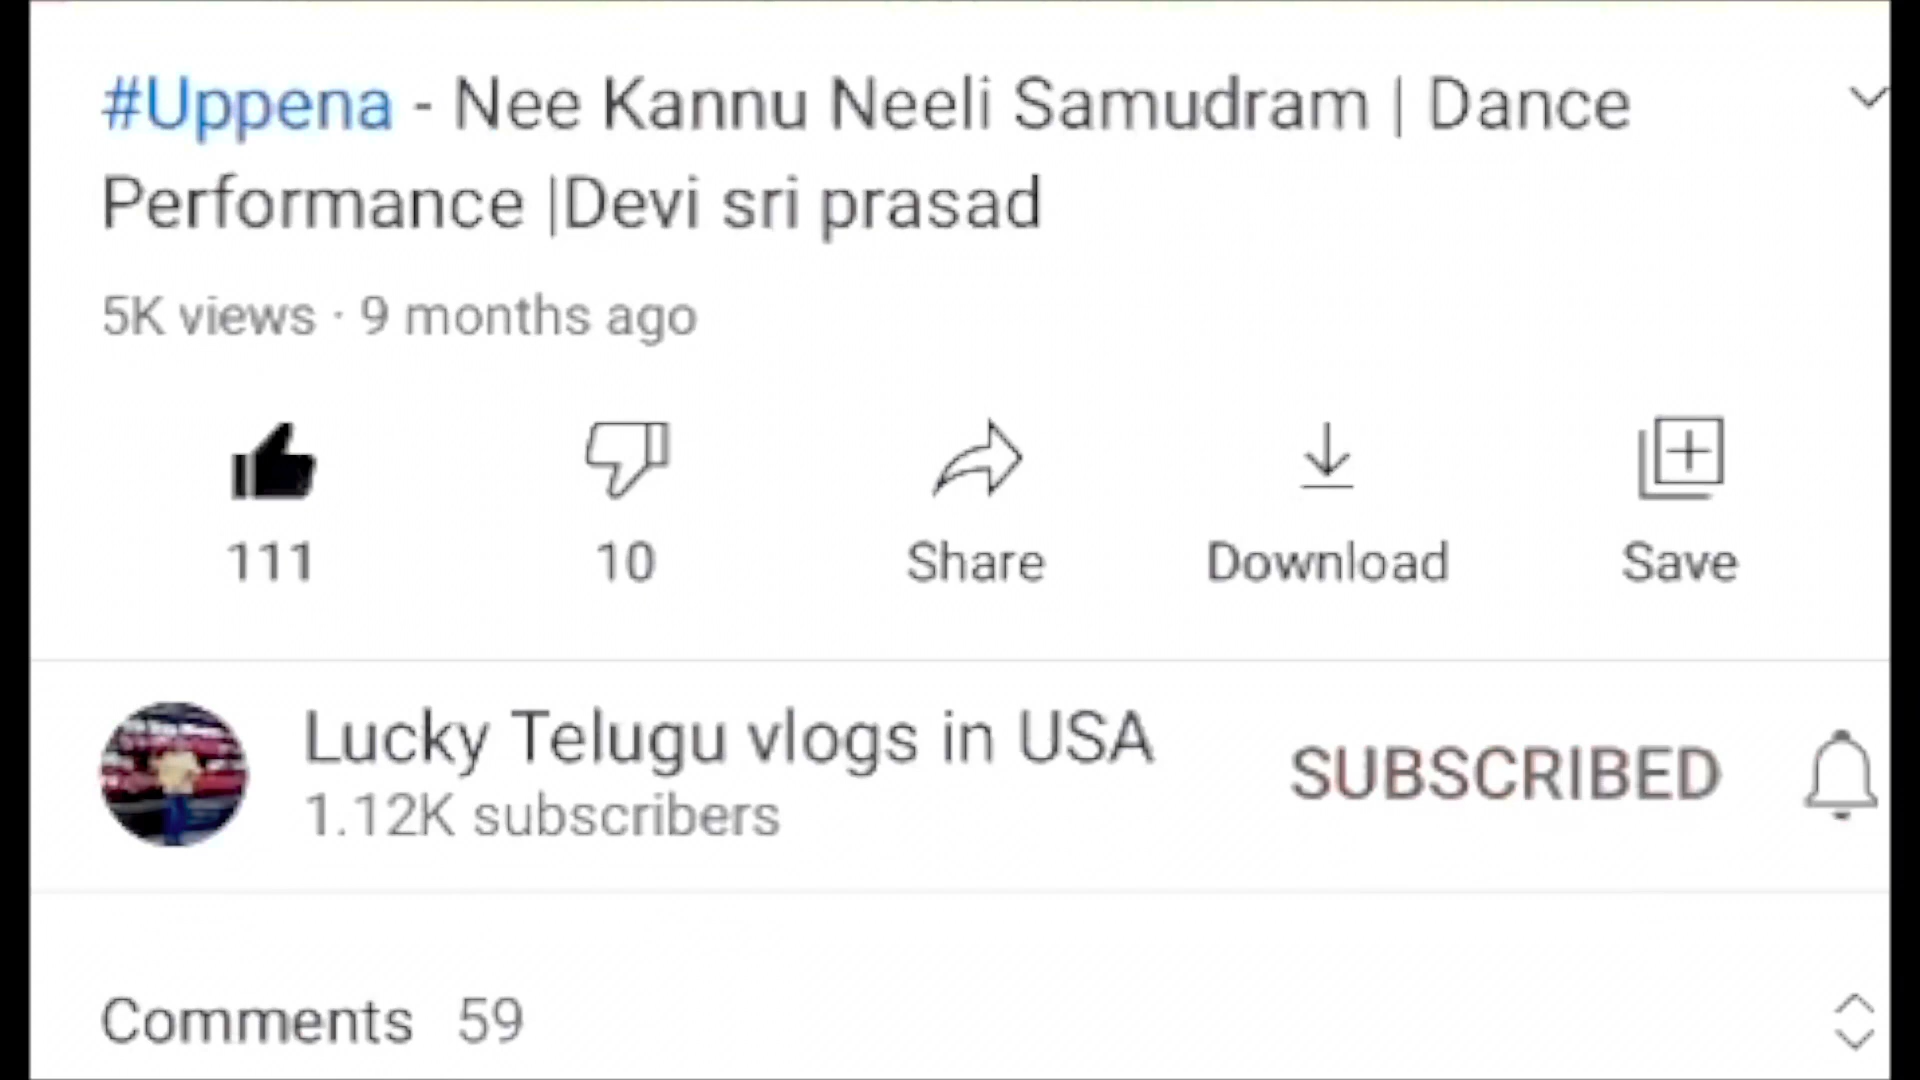 #Uppena - Nee Kannu Neeli Samudram | Dance
Performance |Devi sri prasad
5K views · 9 months ago
111
10
Share
Download
Save
Lucky Telugu vlogs in USA
1.12K subscribers
SUBSCRIBED
Comments 59